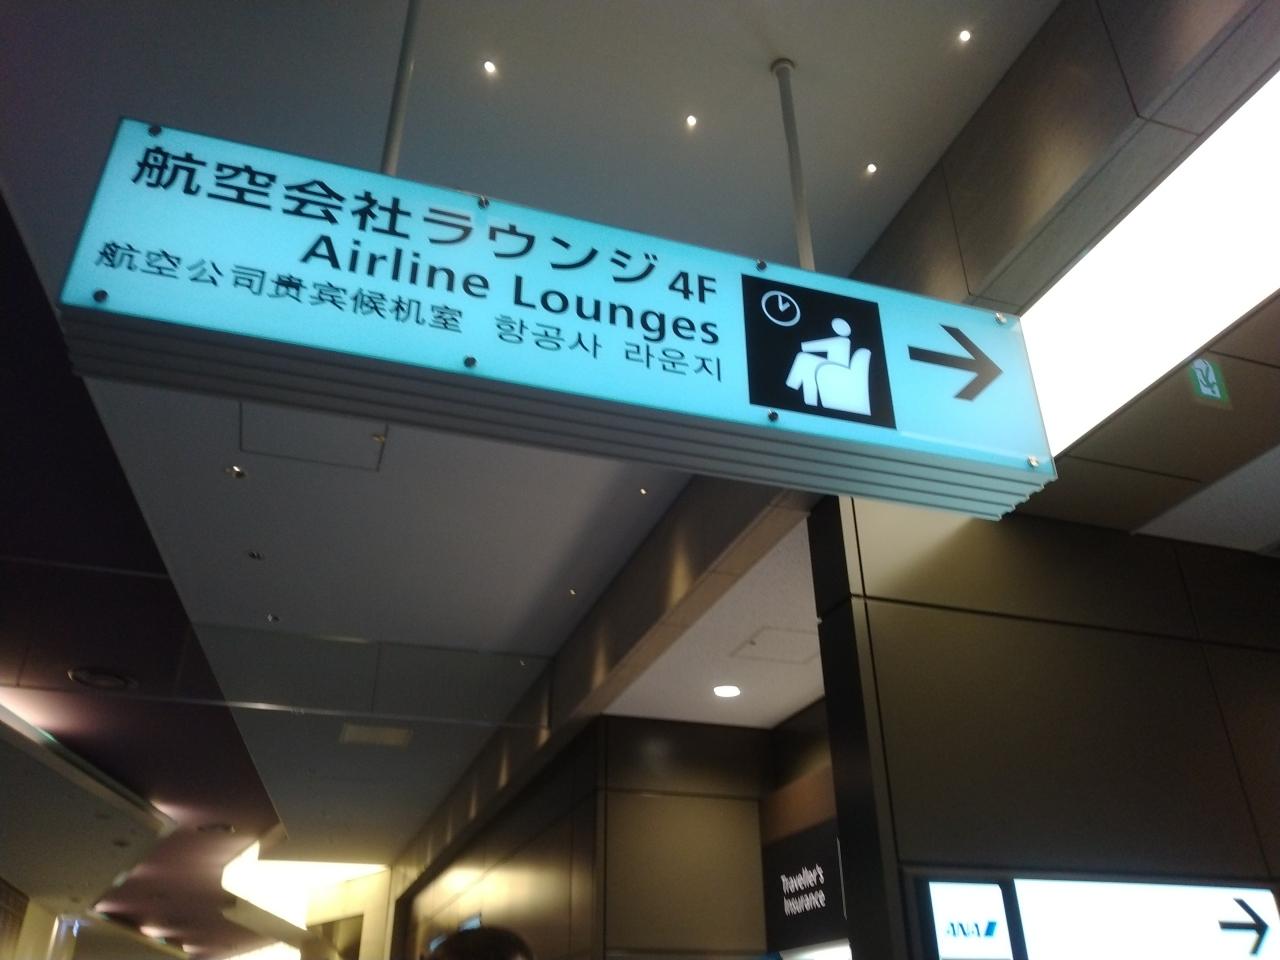 航空会社ラウンジ 4F
Airline Lounges
航空公司贵宾候机室 항공사 라운지
Traveller's
Insurance
ANA